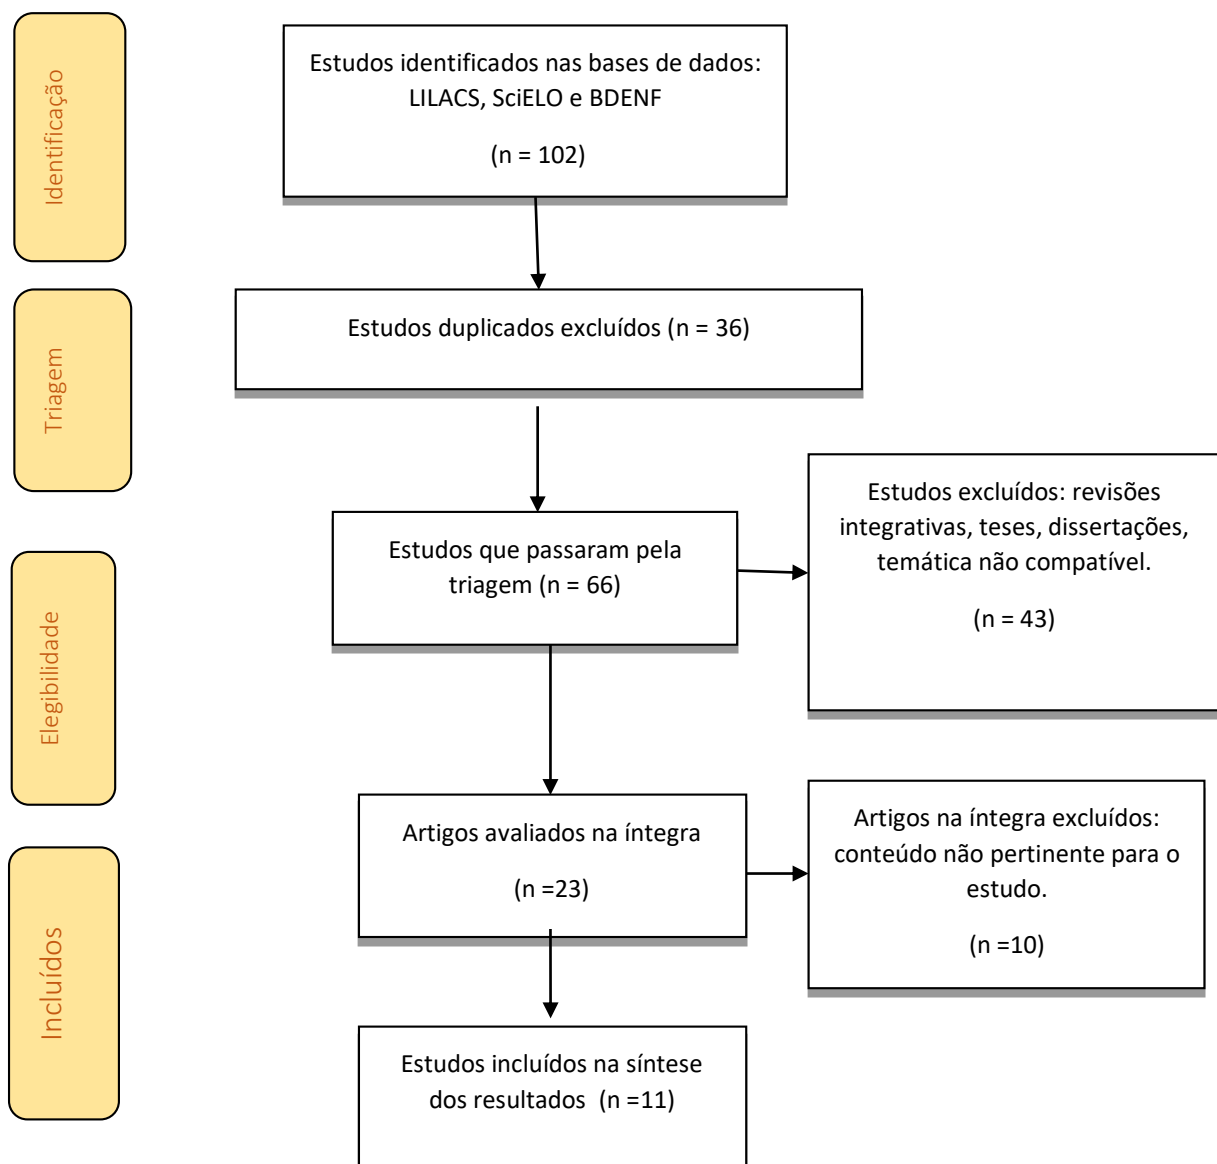 Identificação
Estudos identificados nas bases de dados:
LILACS, SciELO e BDENF
(n = 102)
Triagem
Estudos duplicados excluídos (n = 36)
Estudos que passaram pela
triagem (n = 66)
Estudos excluídos: revisões
integrativas, teses, dissertações,
temática não compatível.
(n = 43)
Elegibilidade
Artigos avaliados na íntegra
(n =23)
Artigos na íntegra excluídos:
conteúdo não pertinente para o
estudo.
(n =10)
Incluídos
Estudos incluídos na síntese
dos resultados  (n =11)